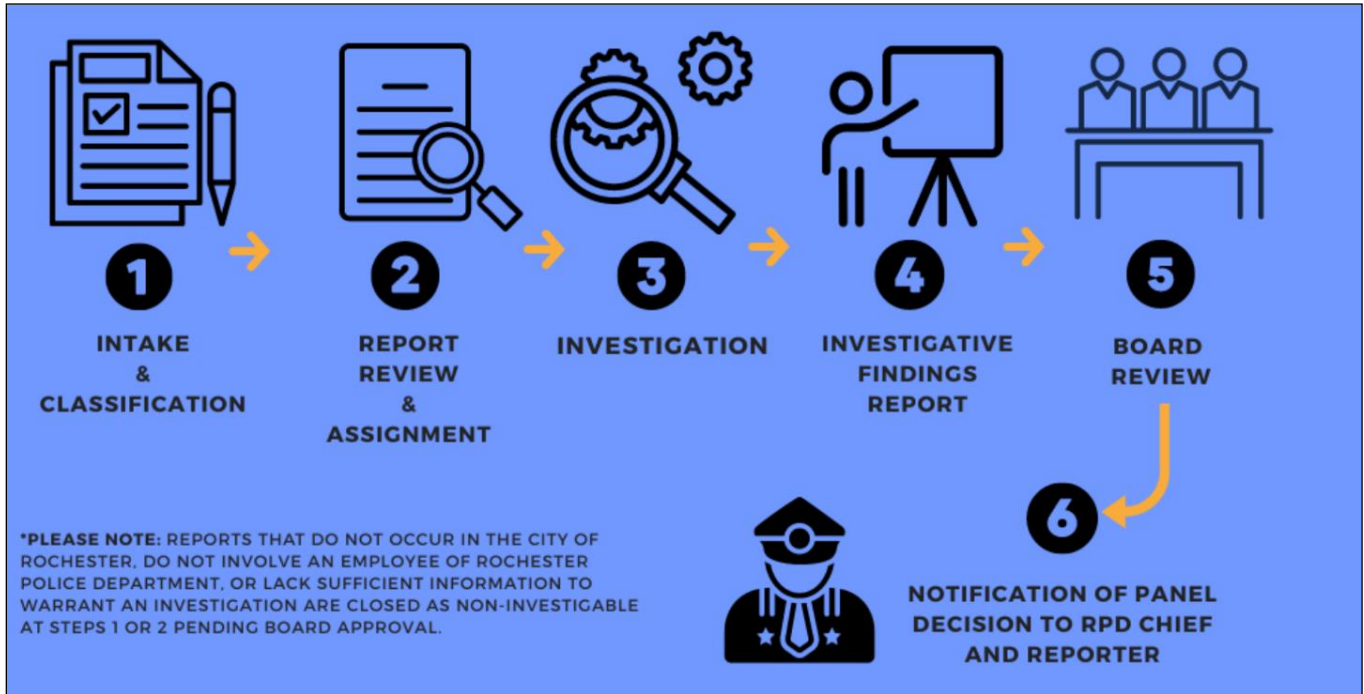 1
INTAKE
&
CLASSIFICATION
2
REPORT
REVIEW
&
ASSIGNMENT
3
INVESTIGATION
4
INVESTIGATIVE
FINDINGS
REPORT
5
BOARD
REVIEW
6
NOTIFICATION OF PANEL
DECISION TO RPD CHIEF
AND REPORTER
*PLEASE NOTE: REPORTS THAT DO NOT OCCUR IN THE CITY OF
ROCHESTER, DO NOT INVOLVE AN EMPLOYEE OF ROCHESTER
POLICE DEPARTMENT, OR LACK SUFFICIENT INFORMATION TO
WARRANT AN INVESTIGATION ARE CLOSED AS NON-INVESTIGABLE
AT STEPS 1 OR 2 PENDING BOARD APPROVAL.